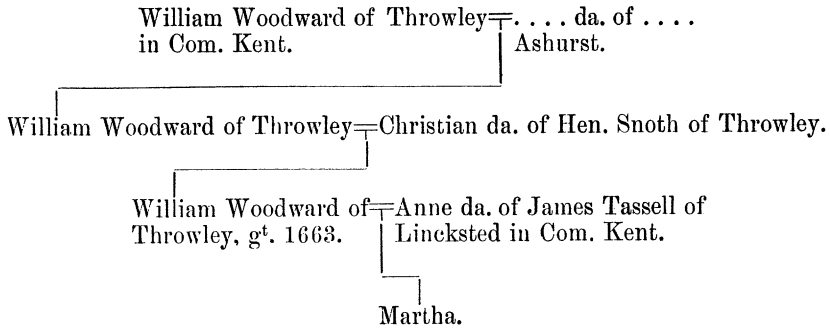 William Woodward of Throwley=. . . . da. of . . . .
in Com. Kent. Ashurst.
William Woodward of Throwley=Christian da. of Hen. Snoth of Throwley.
William Woodward of=Anne da. of James Tassell of
Throwley, gᵗ. 1663. Lincksted in Com. Kent.
Martha.